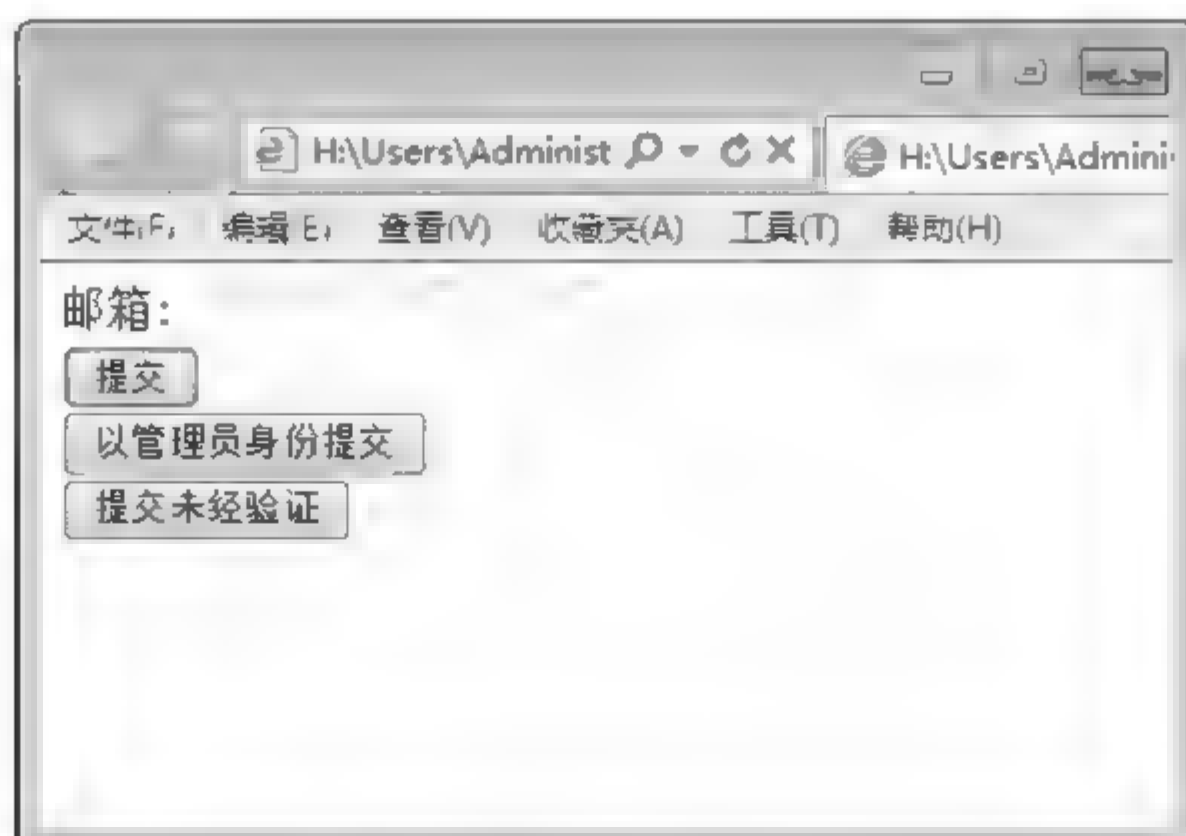 H:\Users\Administ
H:\Users\Admini
文件(F) 编辑(E) 查看(V) 收藏夹(A) 工具(T) 帮助(H)
邮箱:
提交
以管理员身份提交
提交未经验证